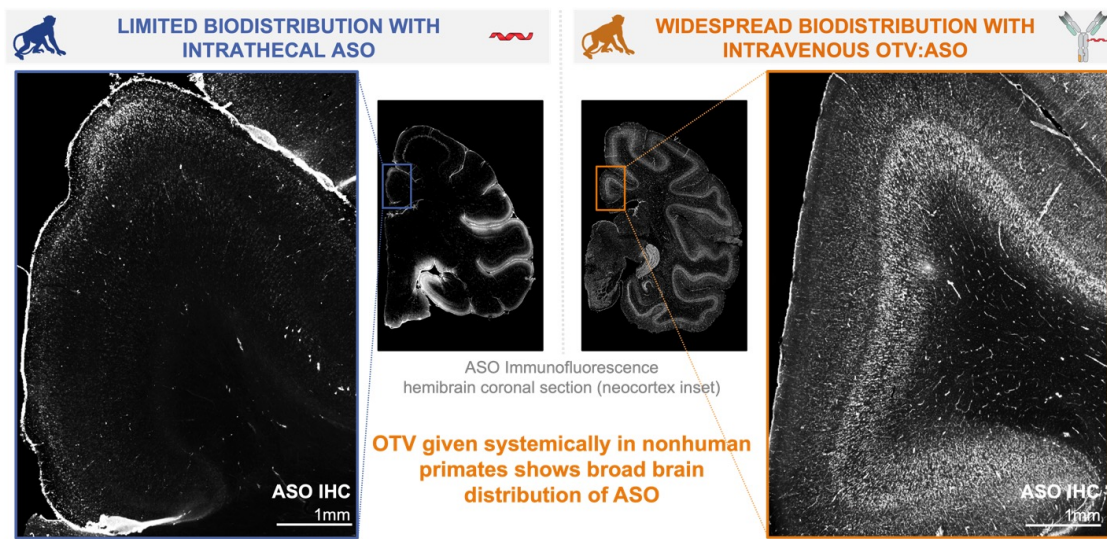 LIMITED BIODISTRIBUTION WITH
INTRATHECAL ASO
WIDESPREAD BIODISTRIBUTION WITH
INTRAVENOUS OTV:ASO
ASO Immunofluorescence
hemibrain coronal section (neocortex inset)
OTV given systemically in nonhuman
primates shows broad brain
distribution of ASO
ASO IHC
1mm
ASO IHC
1mm